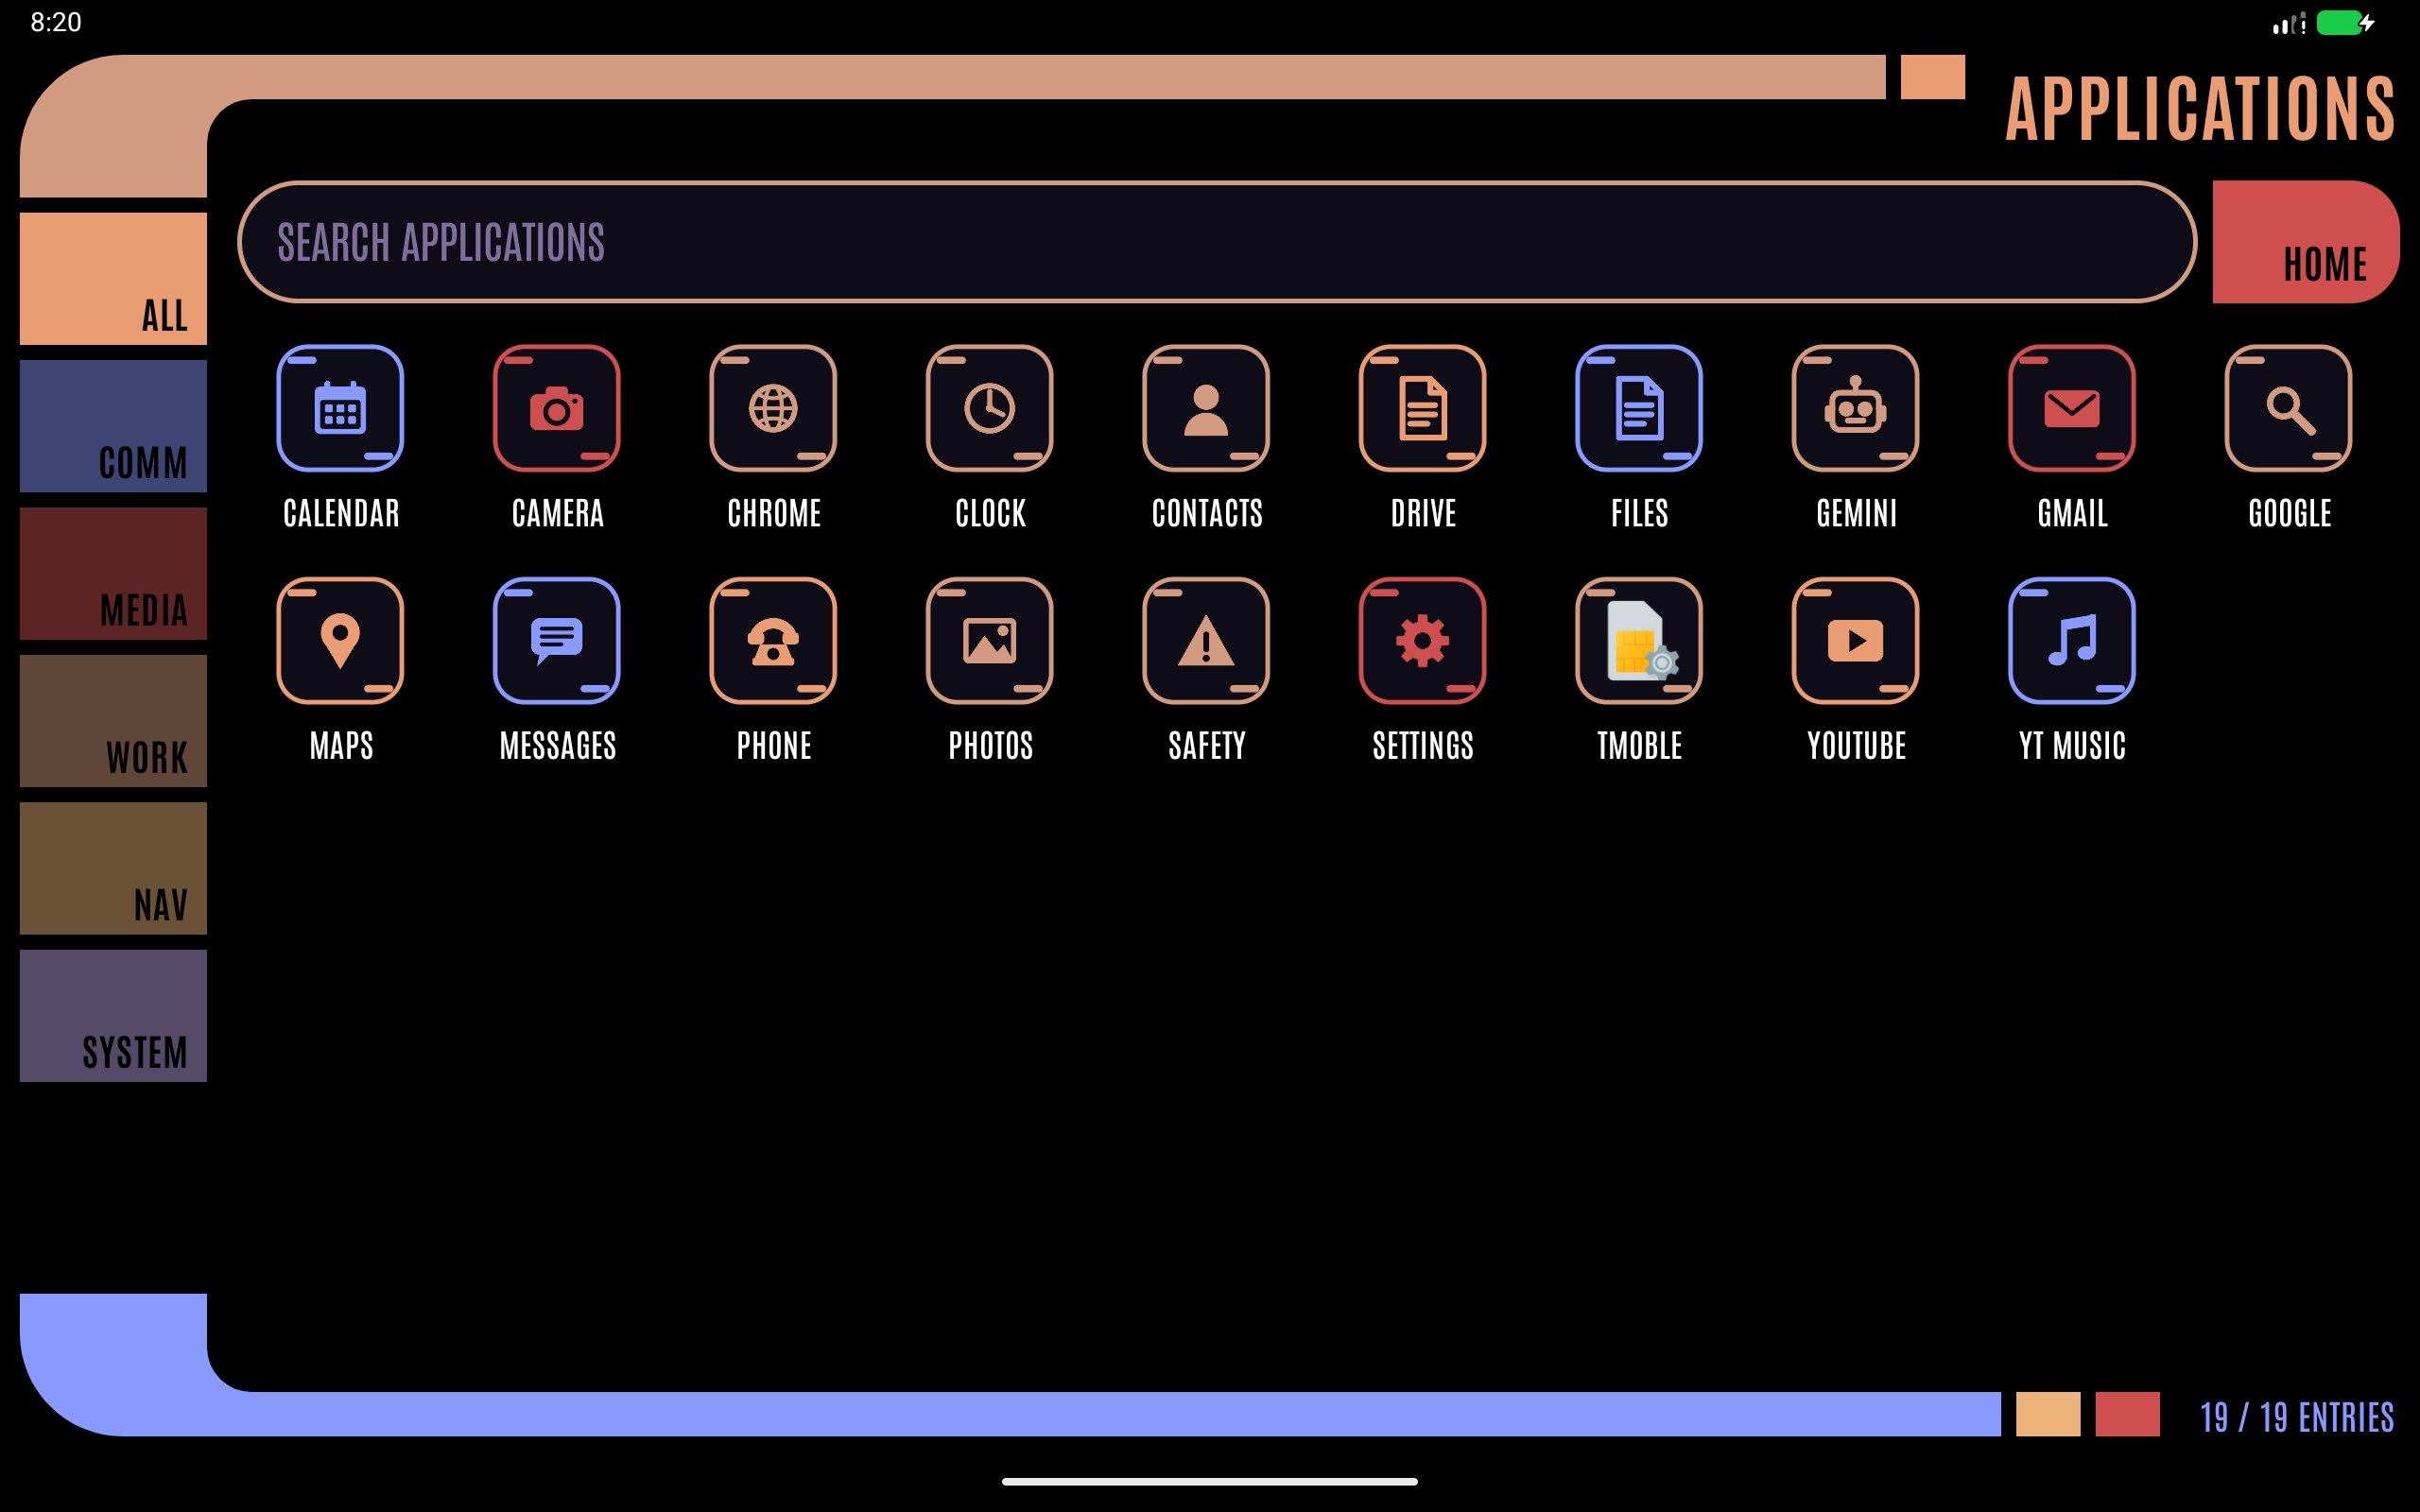 8:20
APPLICATIONS
SEARCH APPLICATIONS
HOME
ALL
COMM
MEDIA
WORK
NAV
SYSTEM
CALENDAR CAMERA CHROME CLOCK CONTACTS DRIVE FILES GEMINI GMAIL GOOGLE
MAPS MESSAGES PHONE PHOTOS SAFETY SETTINGS TMOBLE YOUTUBE YT MUSIC
19 / 19 ENTRIES